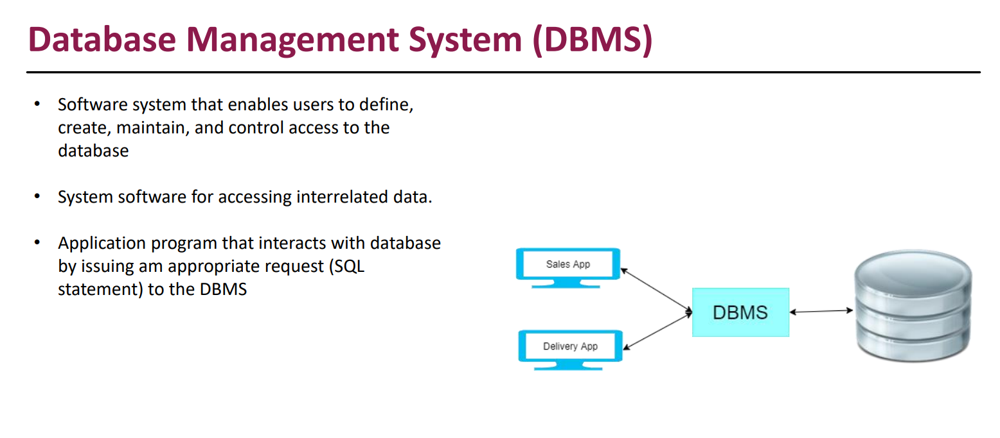 Database Management System (DBMS)
• Software system that enables users to define,
create, maintain, and control access to the
database
• System software for accessing interrelated data.
• Application program that interacts with database
by issuing am appropriate request (SQL
statement) to the DBMS
Sales App
DBMS
Delivery App